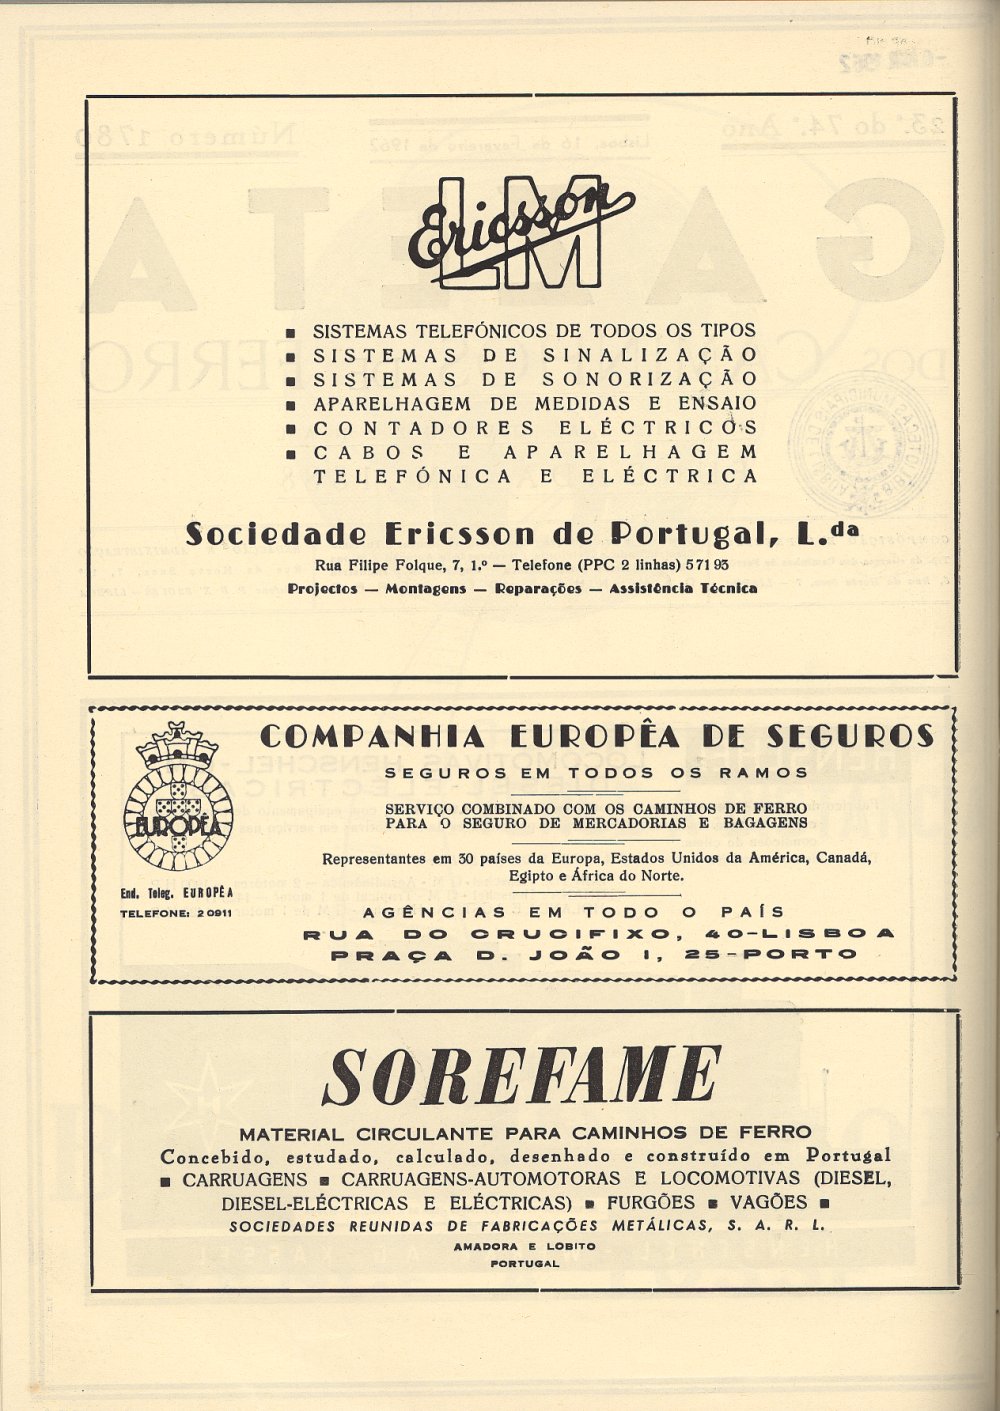 LM
Ericsson
■ SISTEMAS TELEFÓNICOS DE TODOS OS TIPOS
■ SISTEMAS DE SINALIZAÇÃO
■ SISTEMAS DE SONORIZAÇÃO
■ APARELHAGEM DE MEDIDAS E ENSAIO
■ CONTADORES ELÉCTRICOS
■ CABOS E APARELHAGEM
TELEFÓNICA E ELÉCTRICA
Sociedade Ericsson de Portugal, L.da
Rua Filipe Folque, 7, 1.º — Telefone (PPC 2 linhas) 57193
Projectos — Montagens — Reparações — Assistência Técnica
COMPANHIA EUROPÊA DE SEGUROS
SEGUROS EM TODOS OS RAMOS
SERVIÇO COMBINADO COM OS CAMINHOS DE FERRO
PARA O SEGURO DE MERCADORIAS E BAGAGENS
Representantes em 30 países da Europa, Estados Unidos da América, Canadá,
Egipto e África do Norte.
AGÊNCIAS EM TODO O PAÍS
RUA DO CRUCIFIXO, 40-LISBOA
PRAÇA D. JOÃO I, 25-PORTO
EUROPÊA
End. Teleg. EUROPÊA
TELEFONE: 20911
SOREFAME
MATERIAL CIRCULANTE PARA CAMINHOS DE FERRO
Concebido, estudado, calculado, desenhado e construído em Portugal
■ CARRUAGENS ■ CARRUAGENS-AUTOMOTORAS E LOCOMOTIVAS (DIESEL,
DIESEL-ELÉCTRICAS E ELÉCTRICAS) ■ FURGÕES ■ VAGÕES ■
SOCIEDADES REUNIDAS DE FABRICAÇÕES METÁLICAS, S. A. R. L.
AMADORA E LOBITO
PORTUGAL